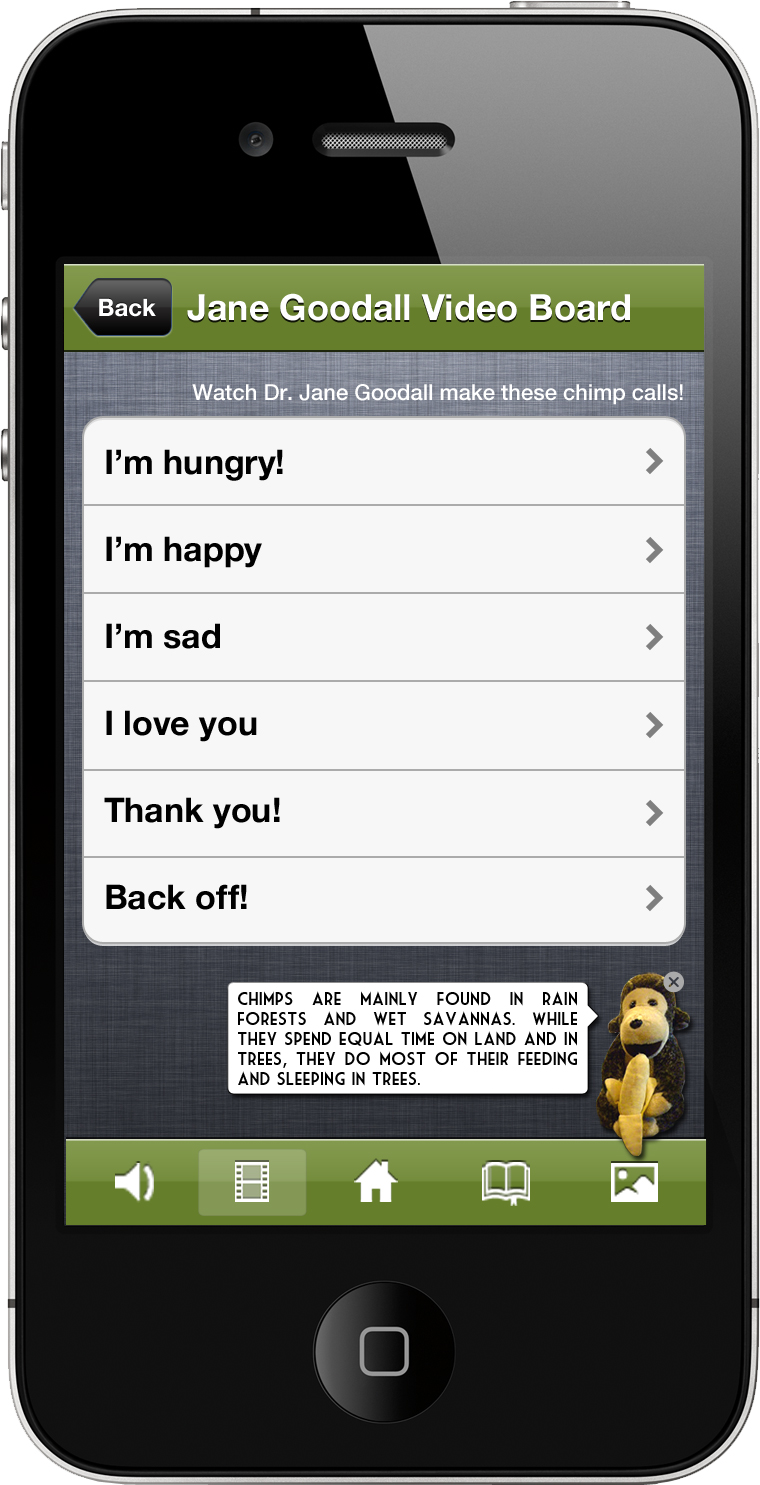 Back
Jane Goodall Video Board
Watch Dr. Jane Goodall make these chimp calls!
I’m hungry!
I’m happy
I’m sad
I love you
Thank you!
Back off!
CHIMPS ARE MAINLY FOUND IN RAIN
FORESTS AND WET SAVANNAS. WHILE
THEY SPEND EQUAL TIME ON LAND AND IN
TREES, THEY DO MOST OF THEIR FEEDING
AND SLEEPING IN TREES.